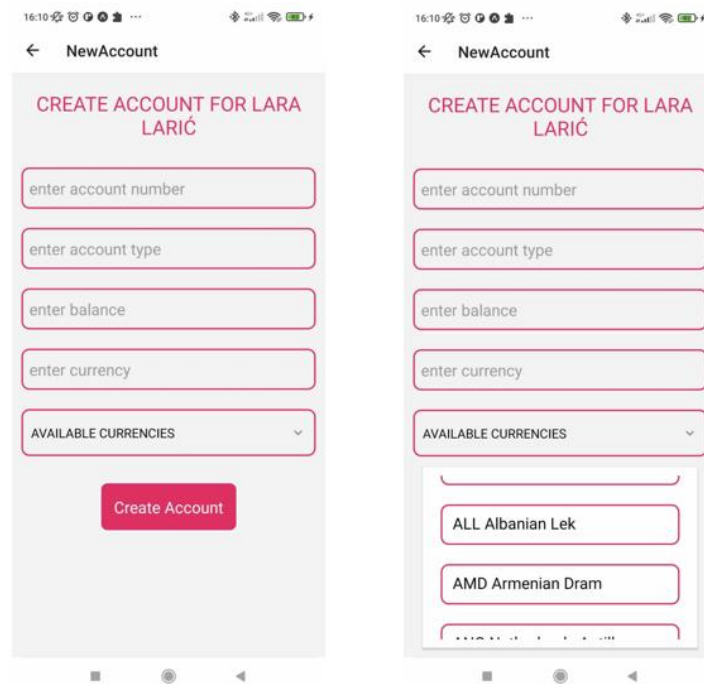 16:10
NewAccount
CREATE ACCOUNT FOR LARA
LARIĆ
enter account number
enter account type
enter balance
enter currency
AVAILABLE CURRENCIES
Create Account
16:10
NewAccount
CREATE ACCOUNT FOR LARA
LARIĆ
enter account number
enter account type
enter balance
enter currency
AVAILABLE CURRENCIES
ALL Albanian Lek
AMD Armenian Dram